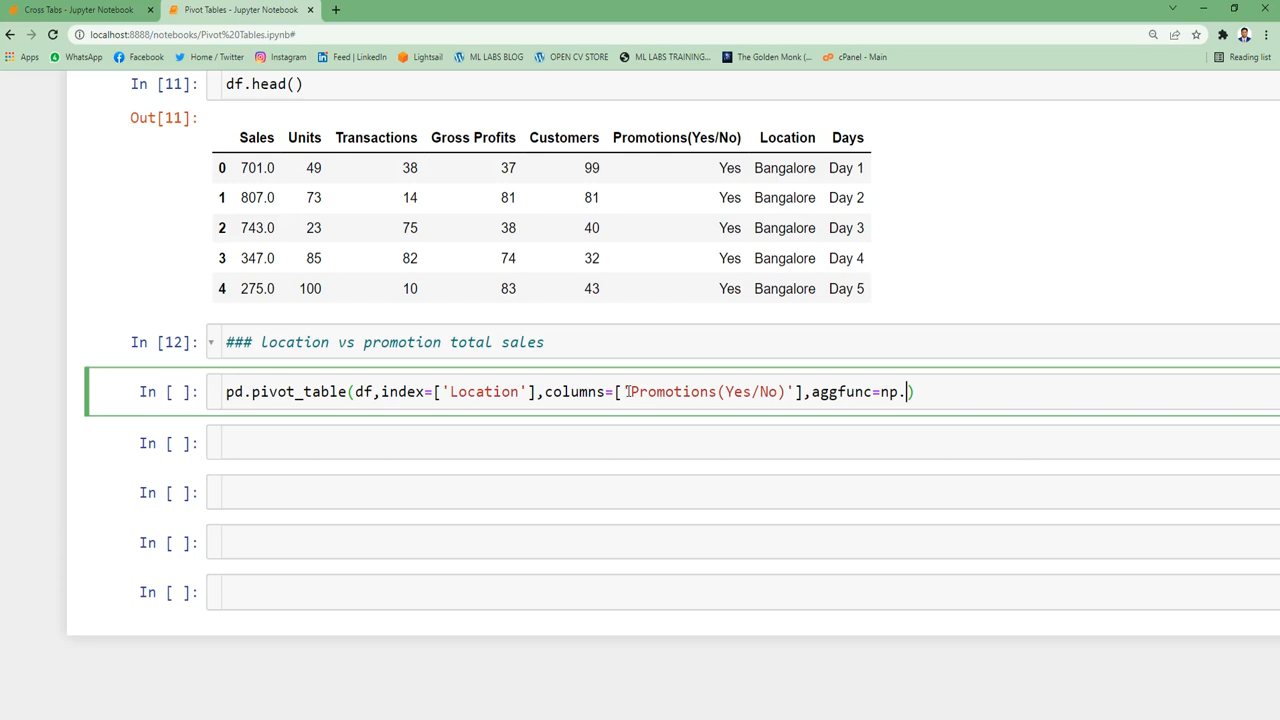 Cross Tabs - Jupyter Notebook
Pivot Tables - Jupyter Notebook
localhost:8888/notebooks/Pivot%20Tables.ipynb#
Apps WhatsApp Facebook Home / Twitter Instagram Feed | LinkedIn Lightsail ML LABS BLOG OPEN CV STORE ML LABS TRAINING... The Golden Monk (... cPanel - Main Reading list
In [11]: df.head()
Out[11]:
Sales Units Transactions Gross Profits Customers Promotions(Yes/No) Location Days
0 701.0 49 38 37 99 Yes Bangalore Day 1
1 807.0 73 14 81 81 Yes Bangalore Day 2
2 743.0 23 75 38 40 Yes Bangalore Day 3
3 347.0 85 82 74 32 Yes Bangalore Day 4
4 275.0 100 10 83 43 Yes Bangalore Day 5
In [12]: ### location vs promotion total sales
In [ ]: pd.pivot_table(df,index=['Location'],columns=['Promotions(Yes/No)'],aggfunc=np.)
In [ ]:
In [ ]:
In [ ]:
In [ ]: